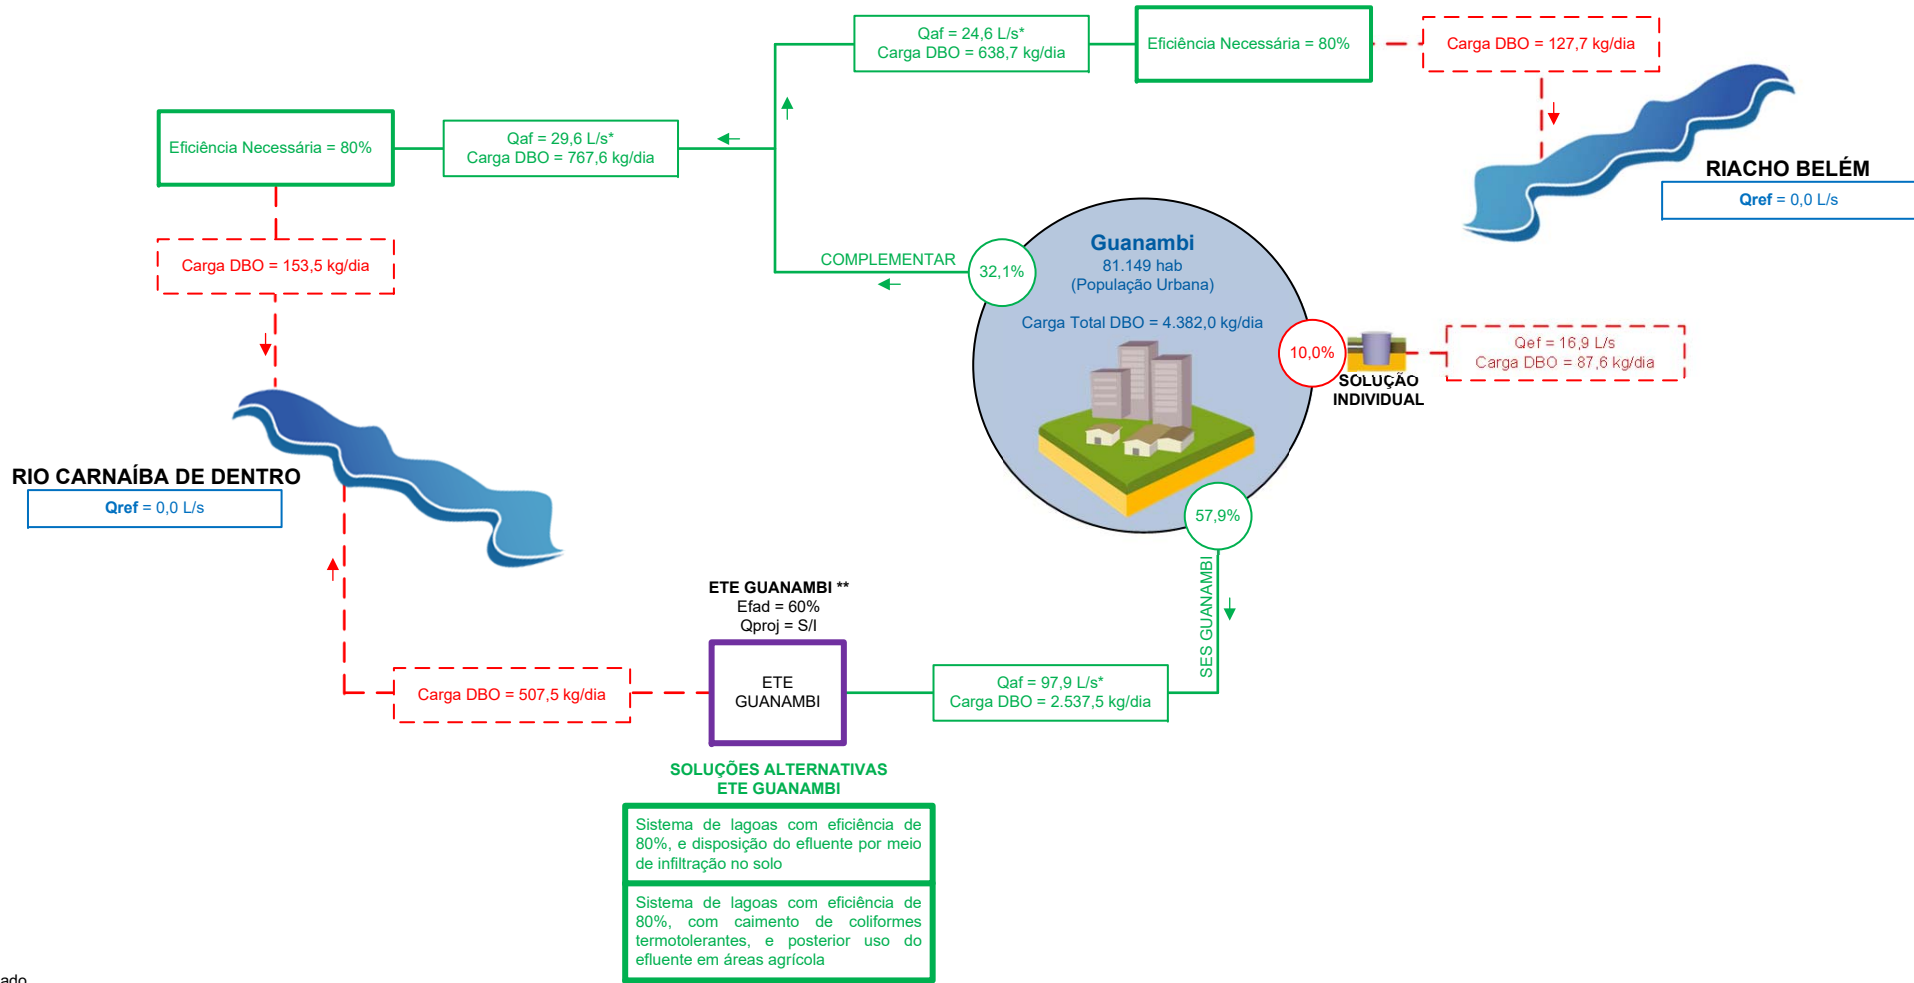 Qaf = 24,6 L/s*
Carga DBO = 638,7 kg/dia
Eficiência Necessária = 80%
Carga DBO = 127,7 kg/dia
Eficiência Necessária = 80%
Qaf = 29,6 L/s*
Carga DBO = 767,6 kg/dia
RIACHO BELÉM
Qref = 0,0 L/s
Carga DBO = 153,5 kg/dia
COMPLEMENTAR
32,1%
Guanambi
81.149 hab
(População Urbana)
Carga Total DBO = 4.382,0 kg/dia
10,0%
SOLUÇÃO
INDIVIDUAL
Qef = 16,9 L/s
Carga DBO = 87,6 kg/dia
RIO CARNAÍBA DE DENTRO
Qref = 0,0 L/s
57,9%
SES GUANAMBI
ETE GUANAMBI **
Efad = 60%
Qproj = S/I
ETE
GUANAMBI
Carga DBO = 507,5 kg/dia
Qaf = 97,9 L/s*
Carga DBO = 2.537,5 kg/dia
SOLUÇÕES ALTERNATIVAS
ETE GUANAMBI
Sistema de lagoas com eficiência de
80%, e disposição do efluente por meio
de infiltração no solo
Sistema de lagoas com eficiência de
80%, com caimento de coliformes
termotolerantes, e posterior uso do
efluente em áreas agrícola
ado